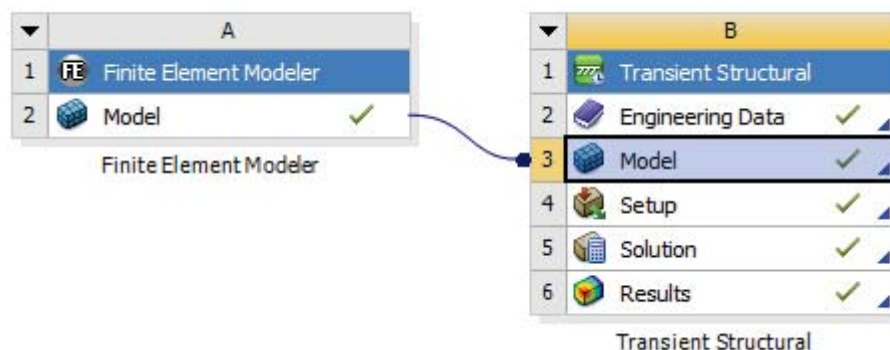 A
1 FE Finite Element Modeler
2 Model
Finite Element Modeler
B
1 Transient Structural
2 Engineering Data
3 Model
4 Setup
5 Solution
6 Results
Transient Structural